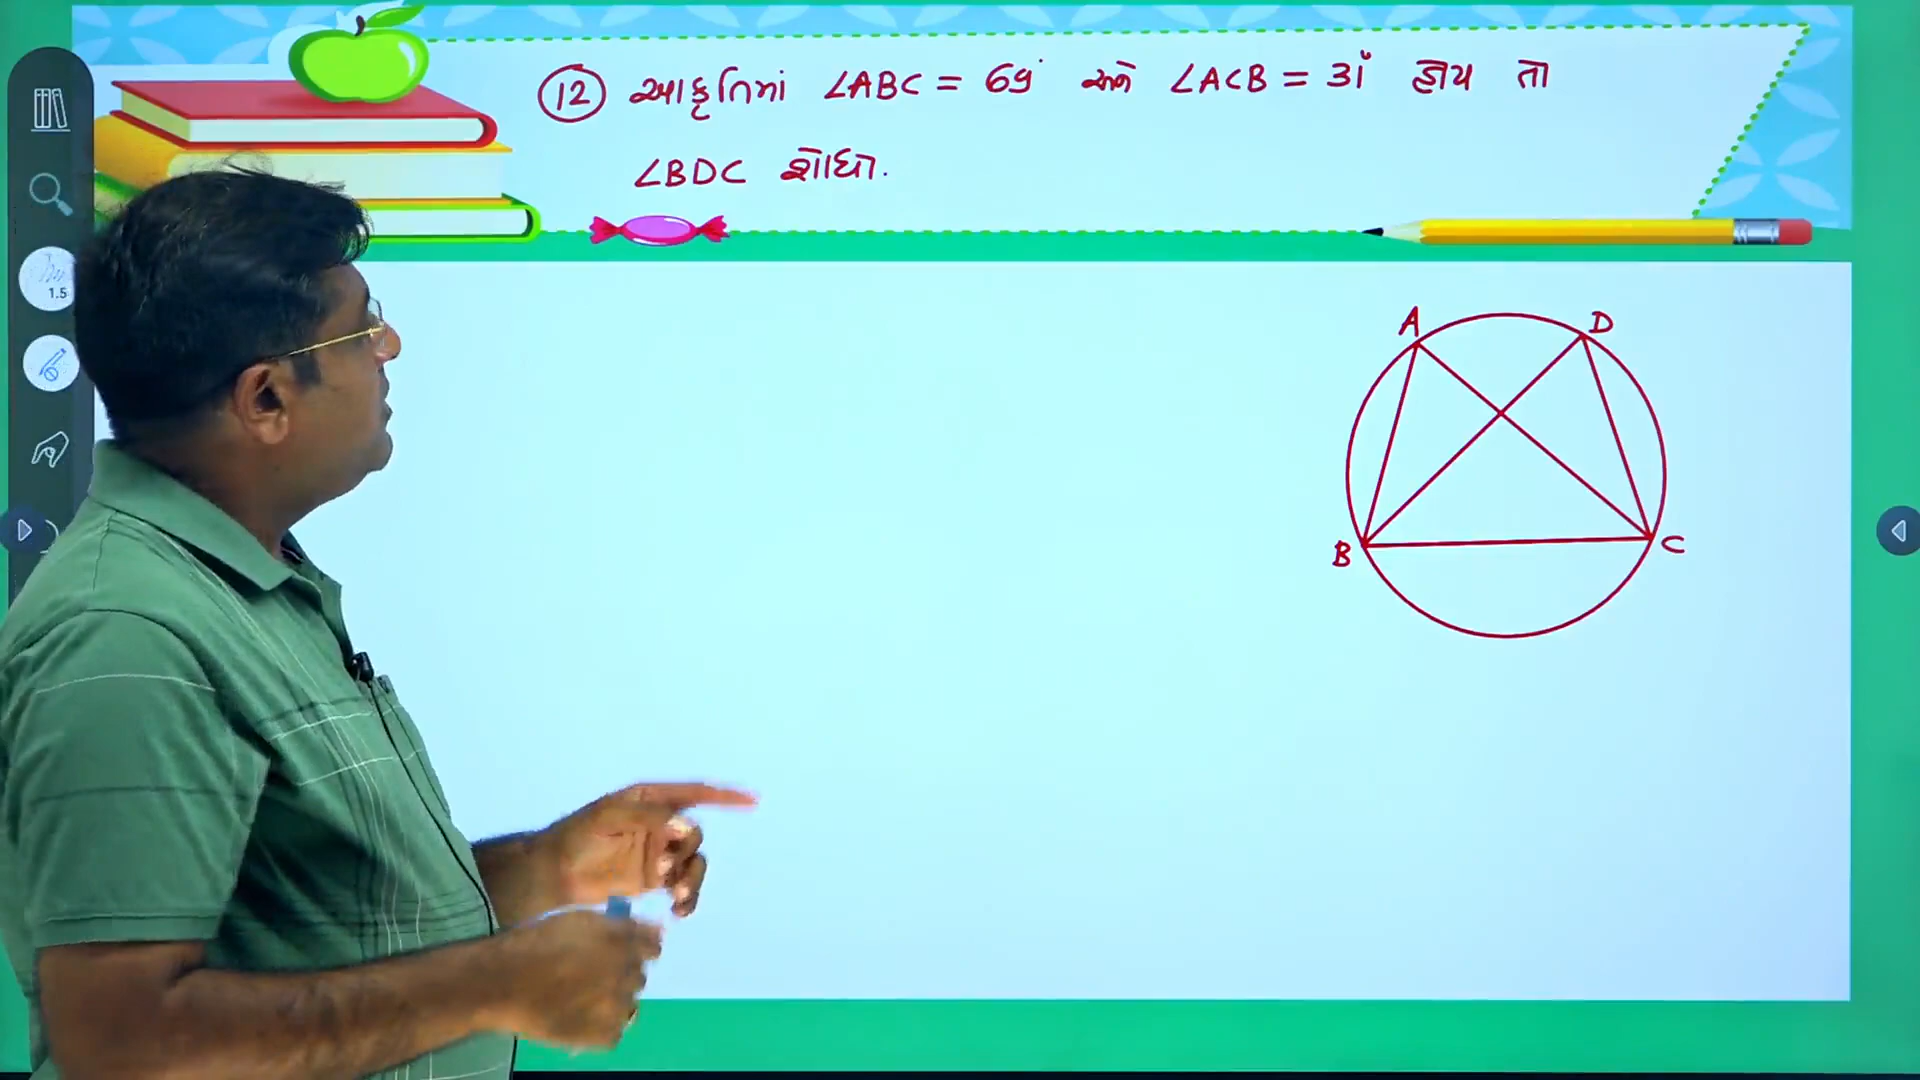 12 આકૃતિમાં ∠ABC = 69° અને ∠ACB = 31° હોય તો
∠BDC શોધો.
1.5
A
D
B
C